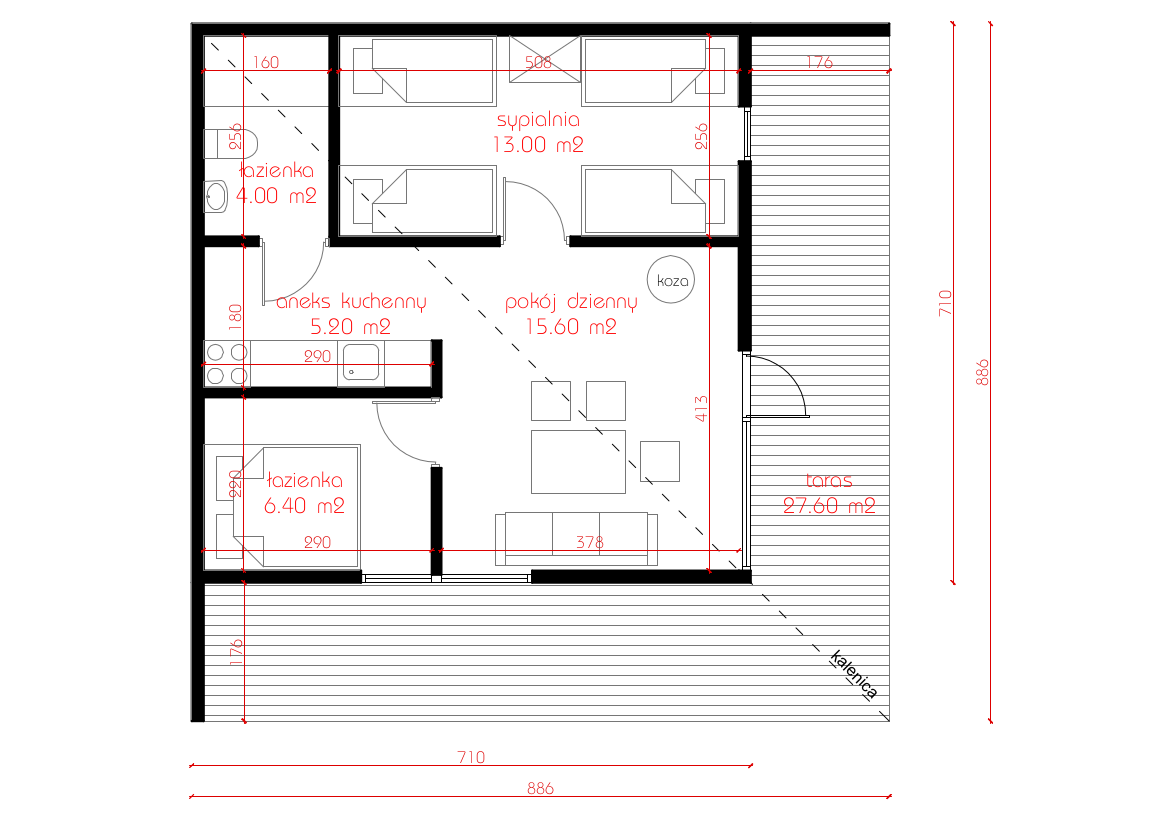 160
508
176
sypialnia
13.00 m2
256
256
łazienka
4.00 m2
koza
aneks kuchenny
5.20 m2
pokój dzienny
15.60 m2
180
710
290
886
413
łazienka
6.40 m2
220
taras
27.60 m2
290
378
176
kalenica
710
886